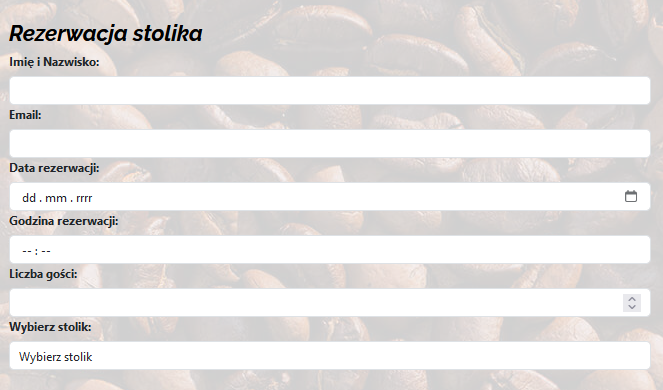 Rezerwacja stolika
Imię i Nazwisko:
Email:
Data rezerwacji:
dd . mm . rrrr
Godzina rezerwacji:
-- : --
Liczba gości:
Wybierz stolik:
Wybierz stolik